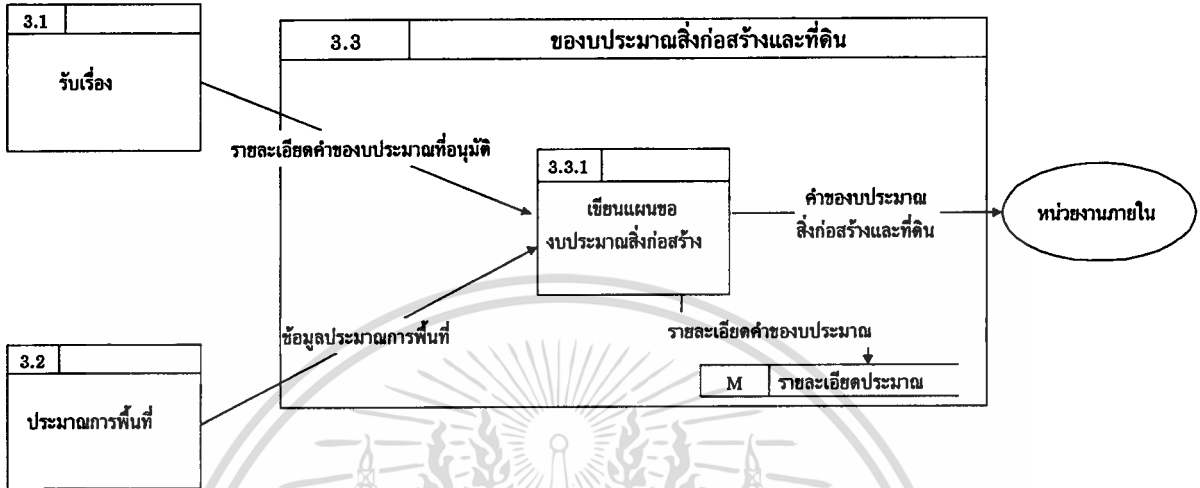 3.1
รับเรื่อง
3.3 ของบประมาณสิ่งก่อสร้างและที่ดิน
รายละเอียดคำของบประมาณที่อนุมัติ
3.3.1
เขียนแผนขอ
งบประมาณสิ่งก่อสร้าง
คำของบประมาณ
สิ่งก่อสร้างและที่ดิน
หน่วยงานภายใน
ข้อมูลประมาณการพื้นที่
รายละเอียดคำของบประมาณ
M รายละเอียดประมาณ
3.2
ประมาณการพื้นที่